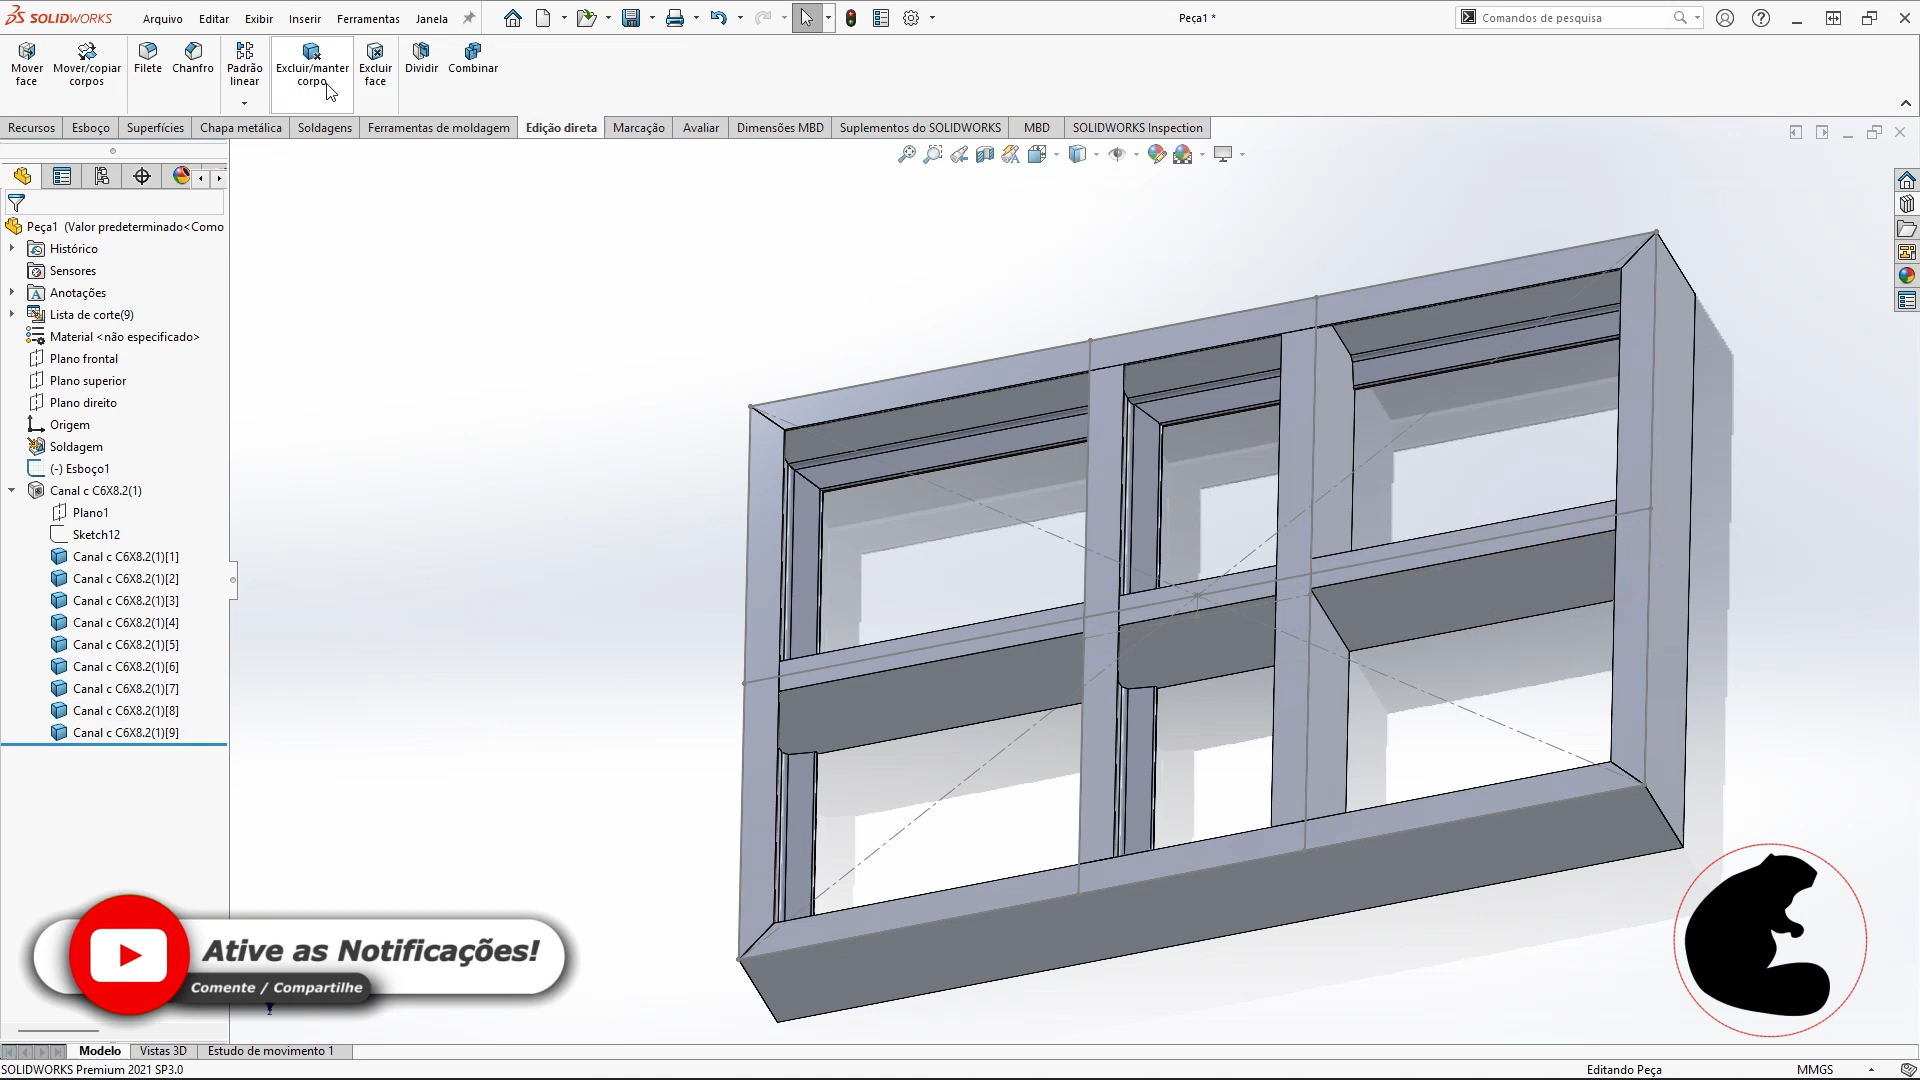 SOLIDWORKS
Arquivo
Editar
Exibir
Inserir
Ferramentas
Janela
Peça1 *
Comandos de pesquisa
Mover
face
Mover/copiar
corpos
Filete
Chanfro
Padrão
linear
Excluir/manter
corpo
Excluir
face
Dividir
Combinar
Recursos
Esboço
Superfícies
Chapa metálica
Soldagens
Ferramentas de moldagem
Edição direta
Marcação
Avaliar
Dimensões MBD
Suplementos do SOLIDWORKS
MBD
SOLIDWORKS Inspection
Peça1 (Valor predeterminado<Como
Histórico
Sensores
Anotações
Lista de corte(9)
Material <não especificado>
Plano frontal
Plano superior
Plano direito
Origem
Soldagem
(-) Esboço1
Canal c C6X8.2(1)
Plano1
Sketch12
Canal c C6X8.2(1)[1]
Canal c C6X8.2(1)[2]
Canal c C6X8.2(1)[3]
Canal c C6X8.2(1)[4]
Canal c C6X8.2(1)[5]
Canal c C6X8.2(1)[6]
Canal c C6X8.2(1)[7]
Canal c C6X8.2(1)[8]
Canal c C6X8.2(1)[9]
Ative as Notificações!
Comente / Compartilhe
Modelo
Vistas 3D
Estudo de movimento 1
SOLIDWORKS Premium 2021 SP3.0
Editando Peça
MMGS